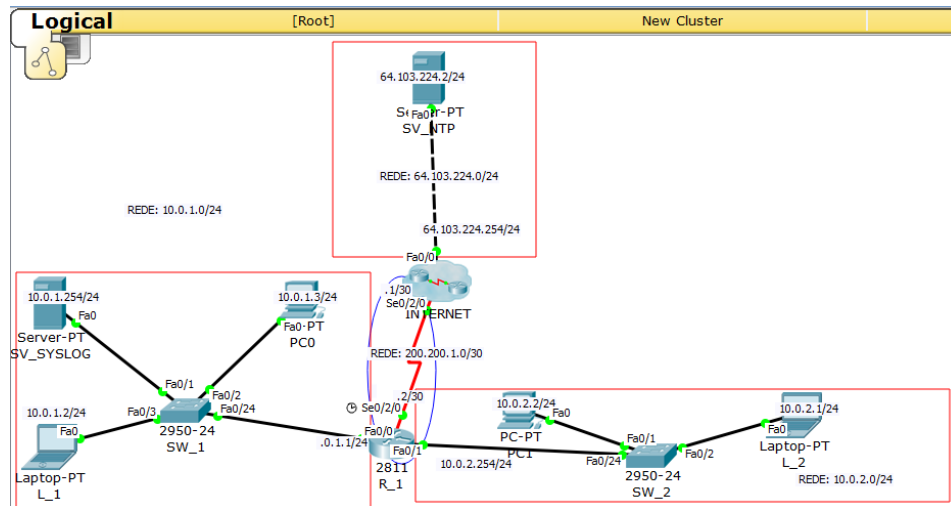 Logical
[Root]
New Cluster
64.103.224.2/24
Fa0
SV_NTP
REDE: 64.103.224.0/24
REDE: 10.0.1.0/24
64.103.224.254/24
Fa0/0
.1/30
Se0/2/0
INTERNET
10.0.1.254/24
Fa0
Server-PT
SV_SYSLOG
10.0.1.3/24
Fa0
-PT
PC0
REDE: 200.200.1.0/30
.2/30
Se0/2/0
Fa0/1
Fa0/2
Fa0/3
Fa0/24
2950-24
SW_1
10.0.1.2/24
Fa0
Laptop-PT
L_1
.0.1.1/24
Fa0/0
Fa0/1
2811
R_1
10.0.2.254/24
10.0.2.2/24
Fa0
PC-PT
PC1
Fa0/1
Fa0/24
Fa0/2
2950-24
SW_2
10.0.2.1/24
Fa0
Laptop-PT
L_2
REDE: 10.0.2.0/24